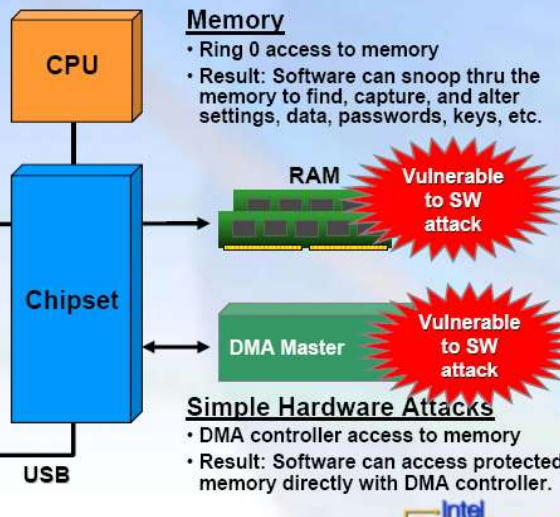 Memory
• Ring 0 access to memory
• Result: Software can snoop thru the
memory to find, capture, and alter
settings, data, passwords, keys, etc.
CPU
RAM
Vulnerable
to SW
attack
Chipset
DMA Master
Vulnerable
to SW
attack
Simple Hardware Attacks
• DMA controller access to memory
• Result: Software can access protected
memory directly with DMA controller.
USB
Intel